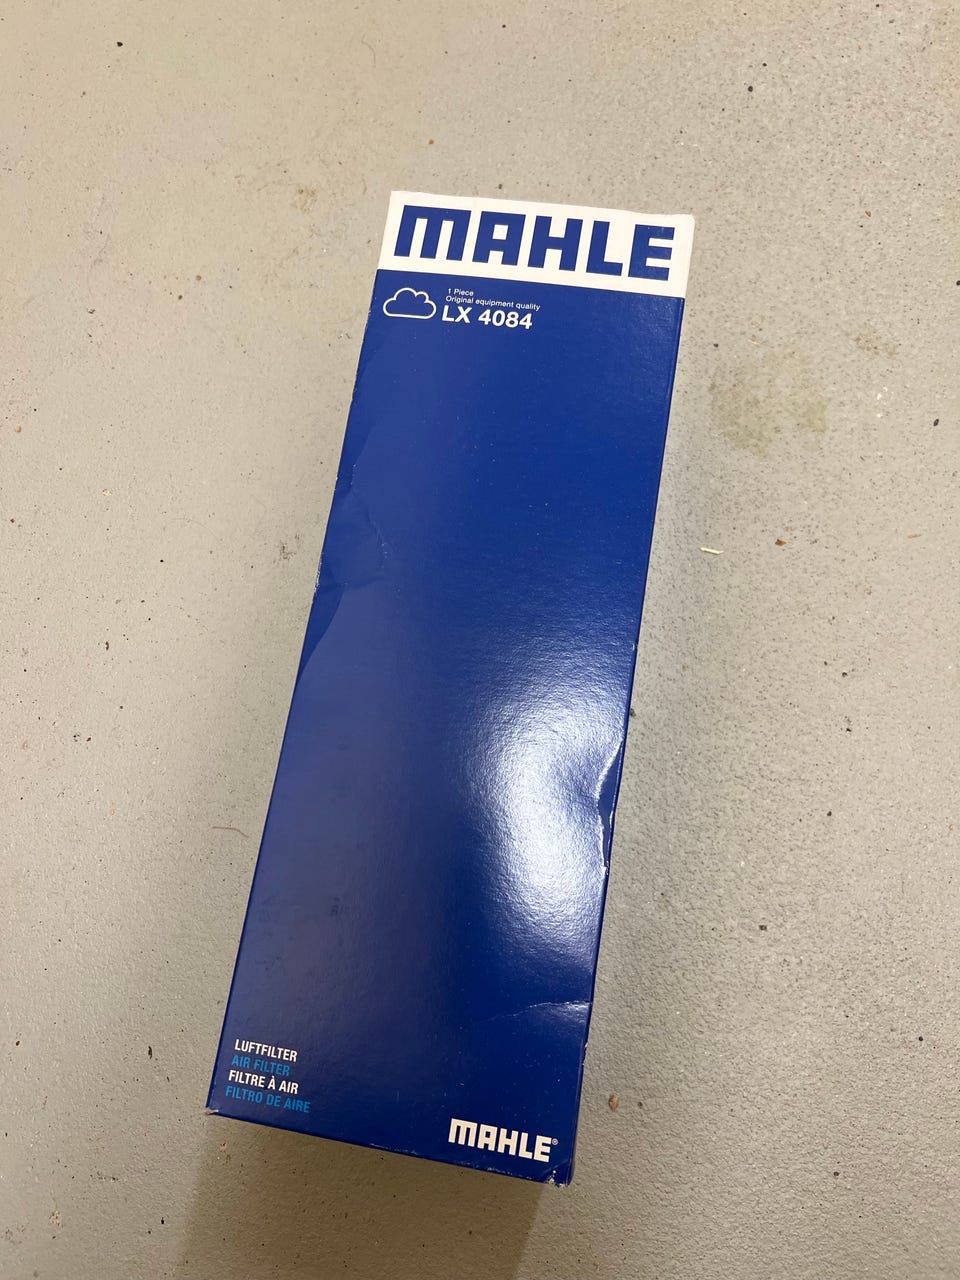 MAHLE
1 Piece
Original equipment quality
LX 4084
LUFTFILTER
AIR FILTER
FILTRE À AIR
FILTRO DE AIRE
MAHLE®